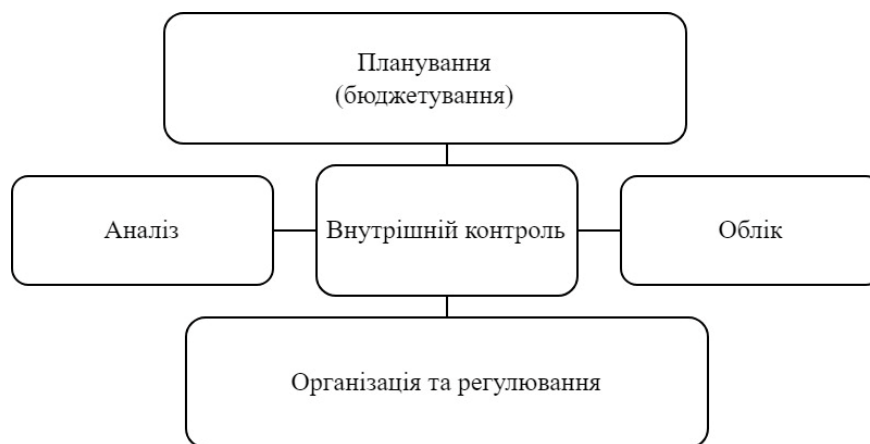 Планування
(бюджетування)
Аналіз
Внутрішній контроль
Облік
Організація та регулювання